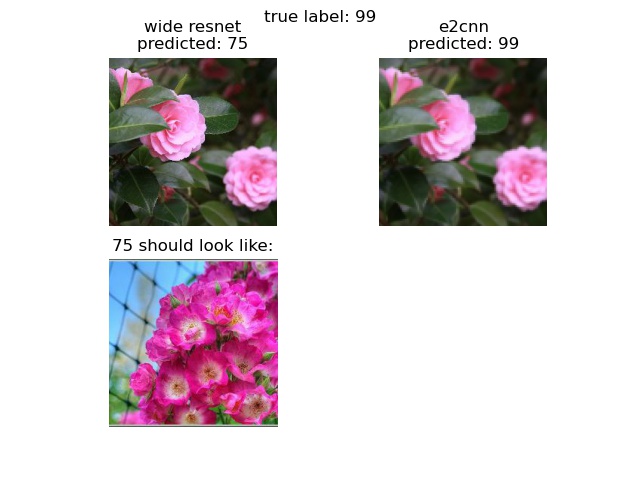 true label: 99
wide resnet
predicted: 75
e2cnn
predicted: 99
75 should look like: